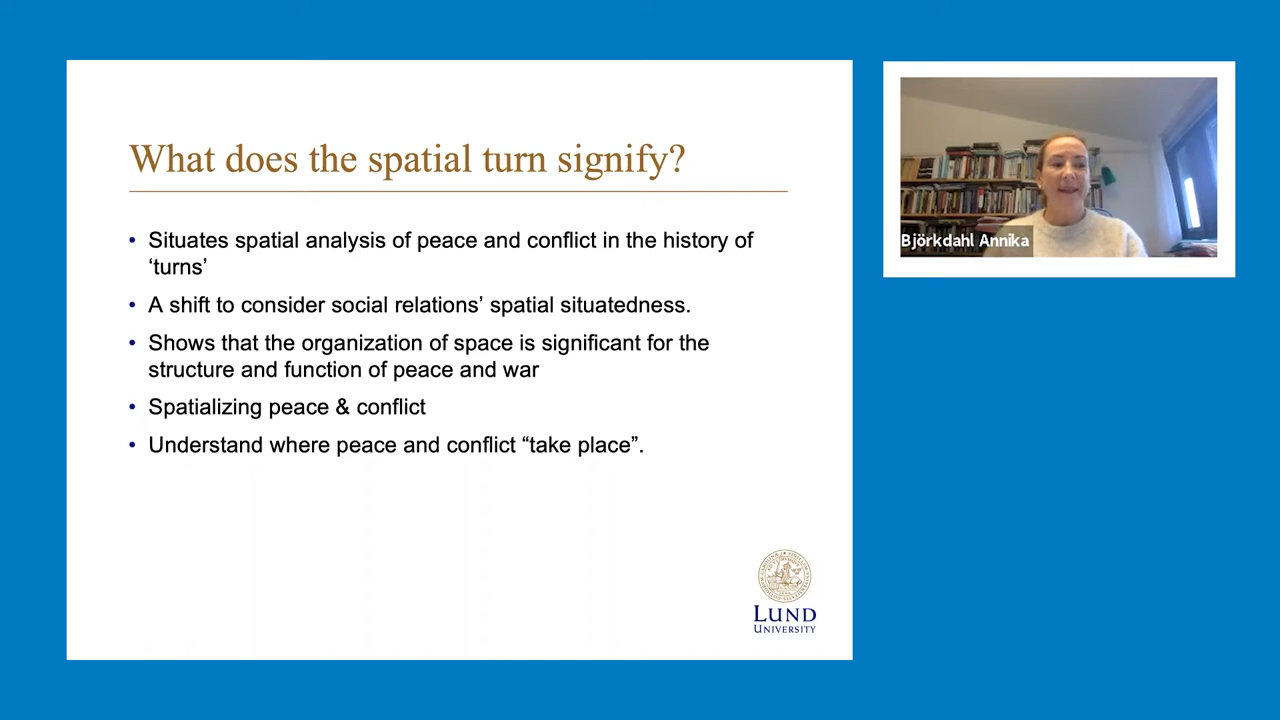 What does the spatial turn signify?
• Situates spatial analysis of peace and conflict in the history of
‘turns’
• A shift to consider social relations’ spatial situatedness.
• Shows that the organization of space is significant for the
structure and function of peace and war
• Spatializing peace & conflict
• Understand where peace and conflict “take place”.
LUND
UNIVERSITY
Björkdahl Annika